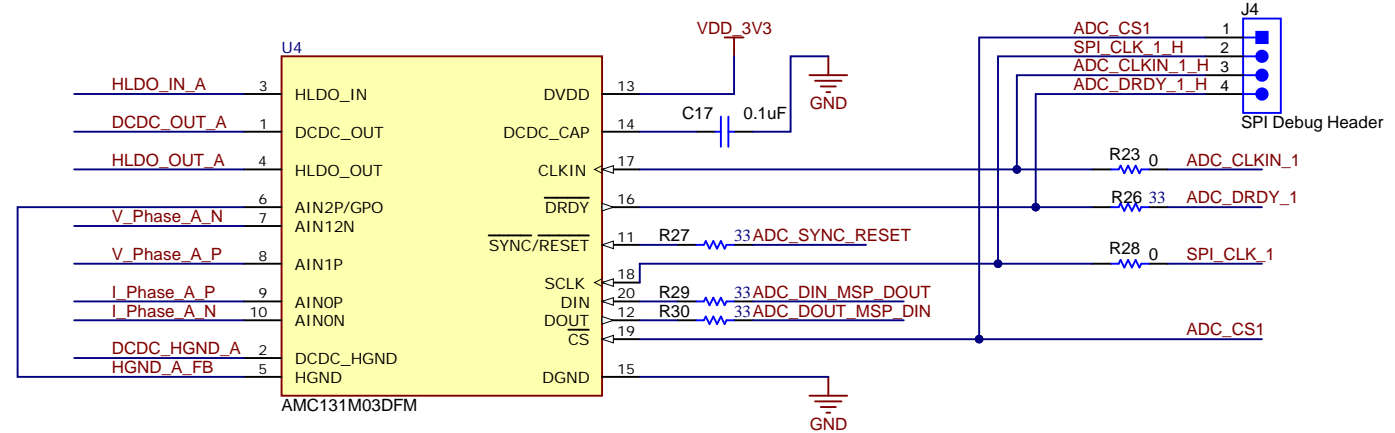 J4
ADC_CS1 1
SPI_CLK_1_H 2
ADC_CLKIN_1_H 3
ADC_DRDY_1_H 4
SPI Debug Header
VDD_3V3
GND
U4
HLDO_IN_A 3 HLDO_IN DVDD 13
DCDC_OUT_A 1 DCDC_OUT DCDC_CAP 14 C17 0.1uF
HLDO_OUT_A 4 HLDO_OUT CLKIN 17 R23 0 ADC_CLKIN_1
6 AIN2P/GPO DRDY 16 R26 33 ADC_DRDY_1
V_Phase_A_N 7 AIN12N
SYNC/RESET 11 R27 33 ADC_SYNC_RESET
V_Phase_A_P 8 AIN1P R28 0 SPI_CLK_1
SCLK 18
I_Phase_A_P 9 AIN0P DIN 20 R29 33 ADC_DIN_MSP_DOUT
I_Phase_A_N 10 AIN0N DOUT 12 R30 33 ADC_DOUT_MSP_DIN
CS 19 ADC_CS1
DCDC_HGND_A 2 DCDC_HGND
HGND_A_FB 5 HGND DGND 15
AMC131M03DFM
GND